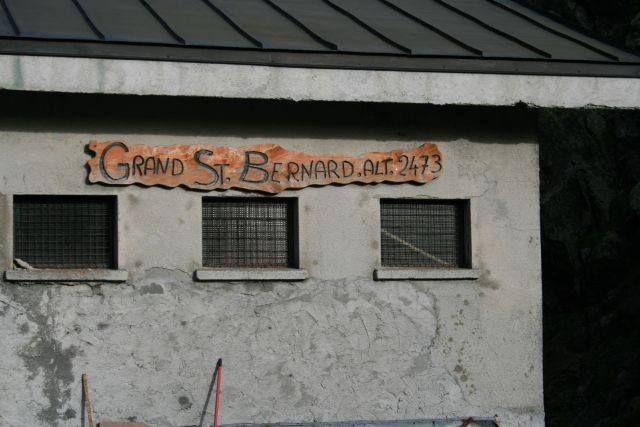 GRAND ST. BERNARD. ALT. 2473